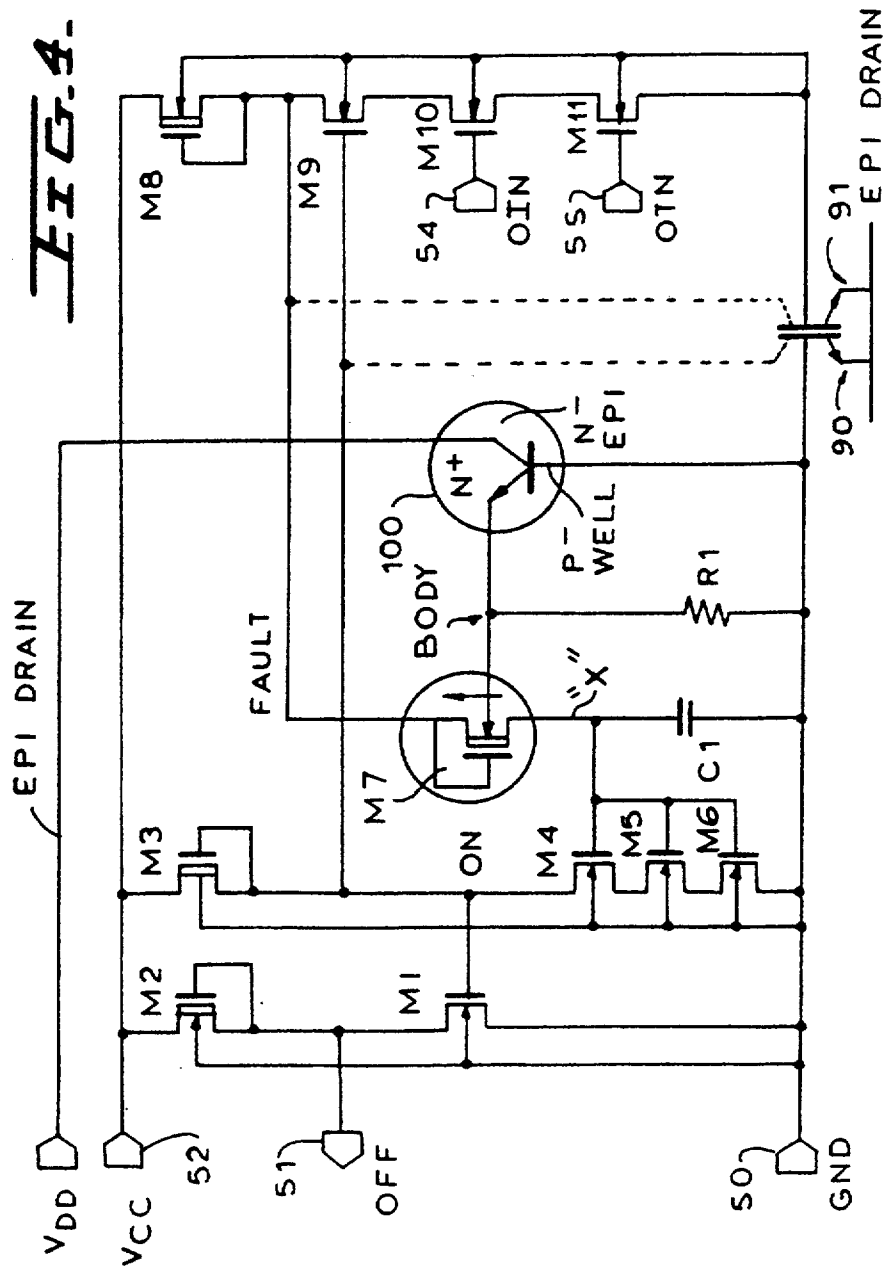 FIG. 4.
EPI DRAIN
VDD
VCC
52
M2
M3
M8
FAULT
M7
BODY
100
N+
N- EPI
P- WELL
M9
M10
54
OIN
M11
55
OTN
51
OFF
M1
ON
M4
M5
M6
"X"
C1
R1
50
GND
90
91
EPI DRAIN